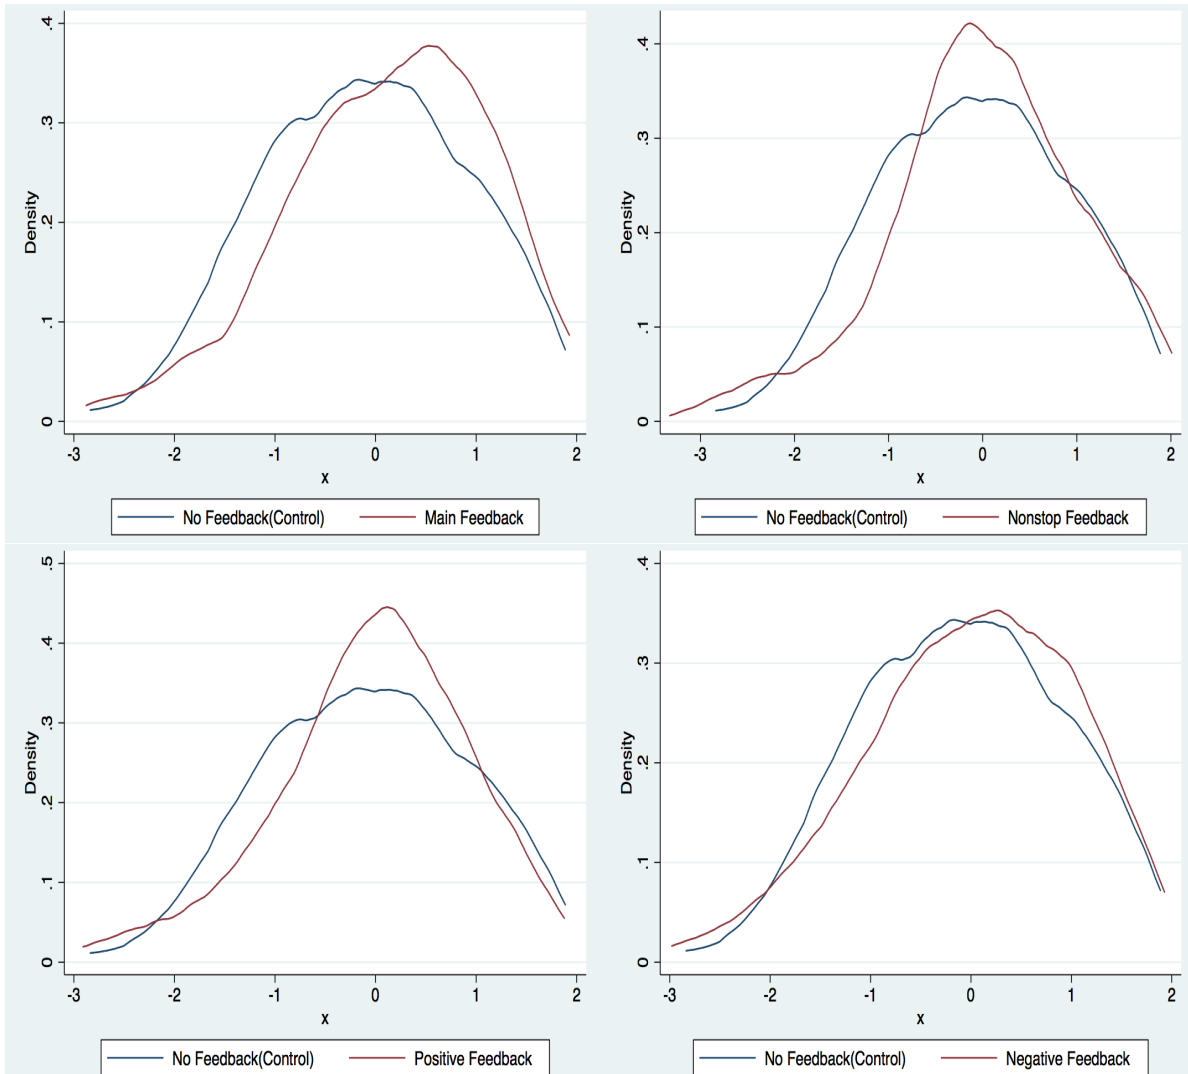 .4
.3
.2
.1
0
Density
-3 -2 -1 0 1 2
x
No Feedback(Control) Main Feedback
.4
.3
.2
.1
0
Density
-3 -2 -1 0 1 2
x
No Feedback(Control) Nonstop Feedback
.5
.4
.3
.2
.1
0
Density
-3 -2 -1 0 1 2
x
No Feedback(Control) Positive Feedback
.4
.3
.2
.1
0
Density
-3 -2 -1 0 1 2
x
No Feedback(Control) Negative Feedback